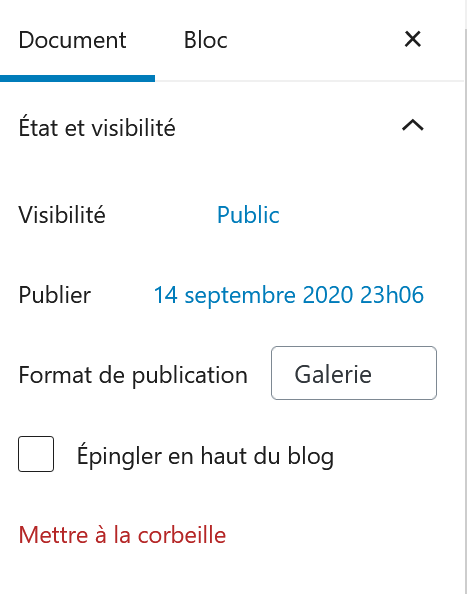 Document Bloc
État et visibilité
Visibilité Public
Publier 14 septembre 2020 23h06
Format de publication Galerie
Épingler en haut du blog
Mettre à la corbeille